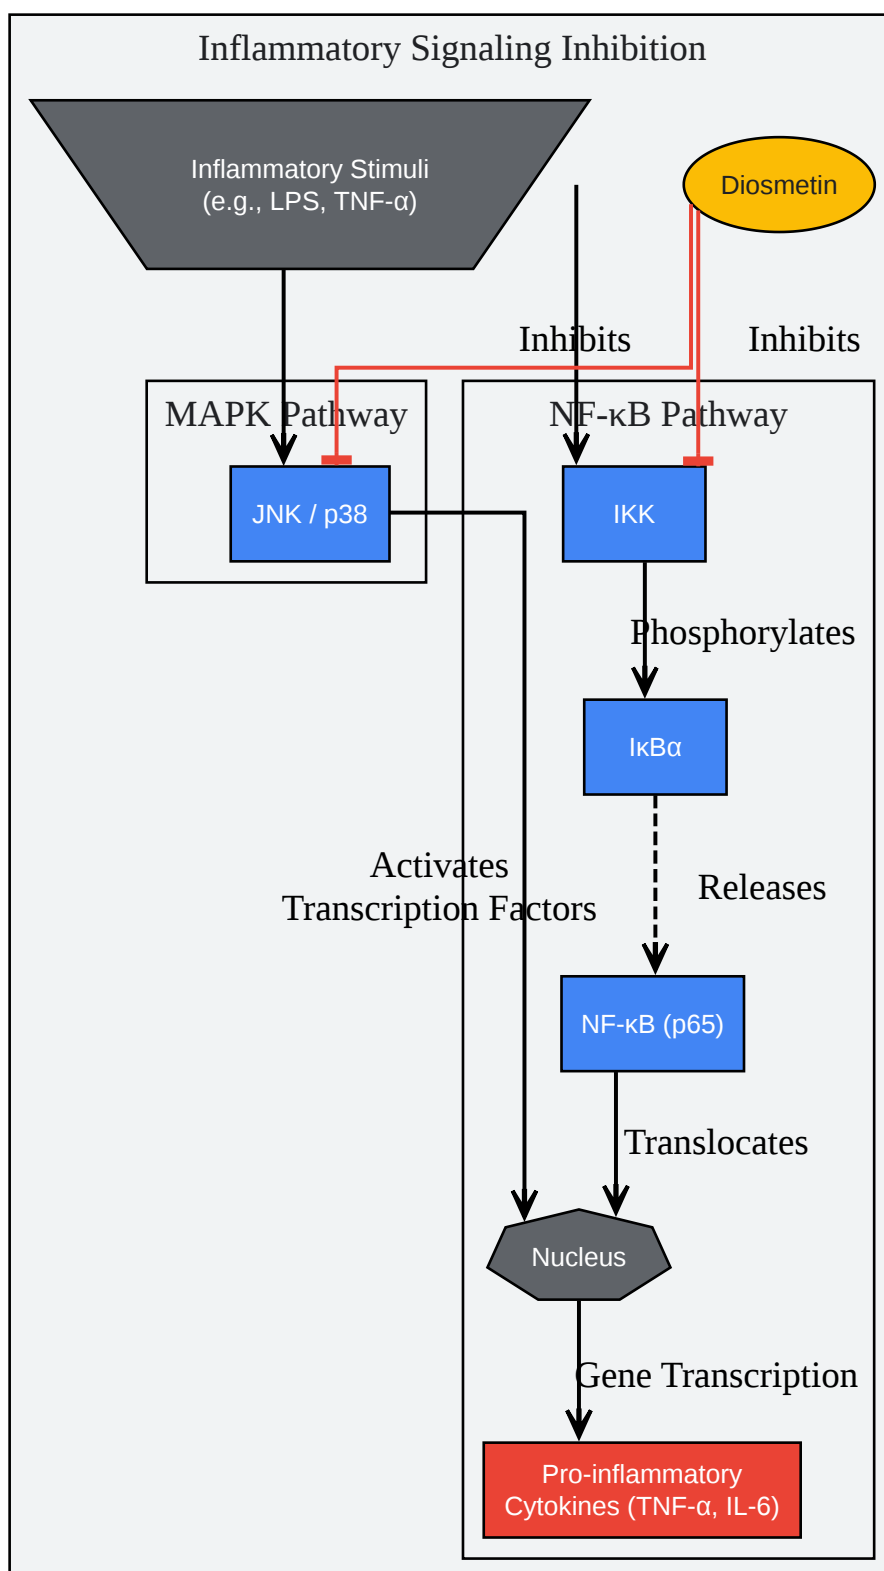 Inflammatory Signaling Inhibition
Inflammatory Stimuli
(e.g., LPS, TNF-α)
Diosmetin
Inhibits
Inhibits
MAPK Pathway
NF-κB Pathway
JNK / p38
IKK
Phosphorylates
IκBα
Activates
Transcription Factors
Releases
NF-κB (p65)
Translocates
Nucleus
Gene Transcription
Pro-inflammatory
Cytokines (TNF-α, IL-6)